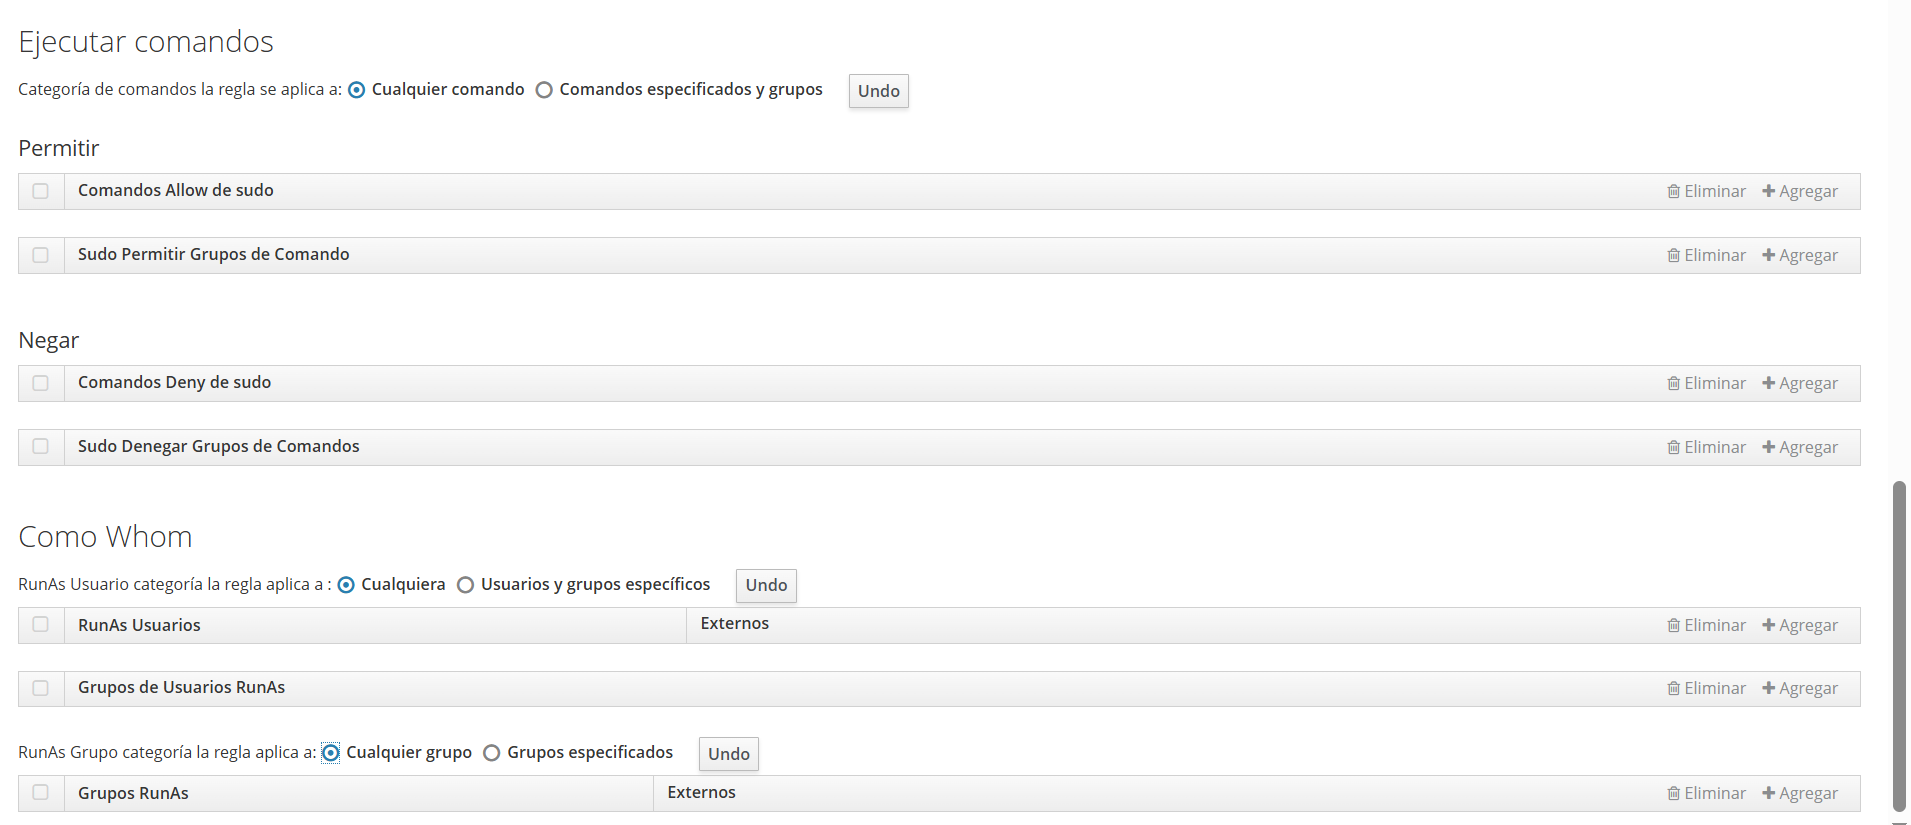 Ejecutar comandos
Categoría de comandos la regla se aplica a: Cualquier comando Comandos especificados y grupos Undo
Permitir
Comandos Allow de sudo Eliminar Agregar
Sudo Permitir Grupos de Comando Eliminar Agregar
Negar
Comandos Deny de sudo Eliminar Agregar
Sudo Denegar Grupos de Comandos Eliminar Agregar
Como Whom
RunAs Usuario categoría la regla aplica a : Cualquiera Usuarios y grupos específicos Undo
RunAs Usuarios Externos Eliminar Agregar
Grupos de Usuarios RunAs Eliminar Agregar
RunAs Grupo categoría la regla aplica a: Cualquier grupo Grupos especificados Undo
Grupos RunAs Externos Eliminar Agregar